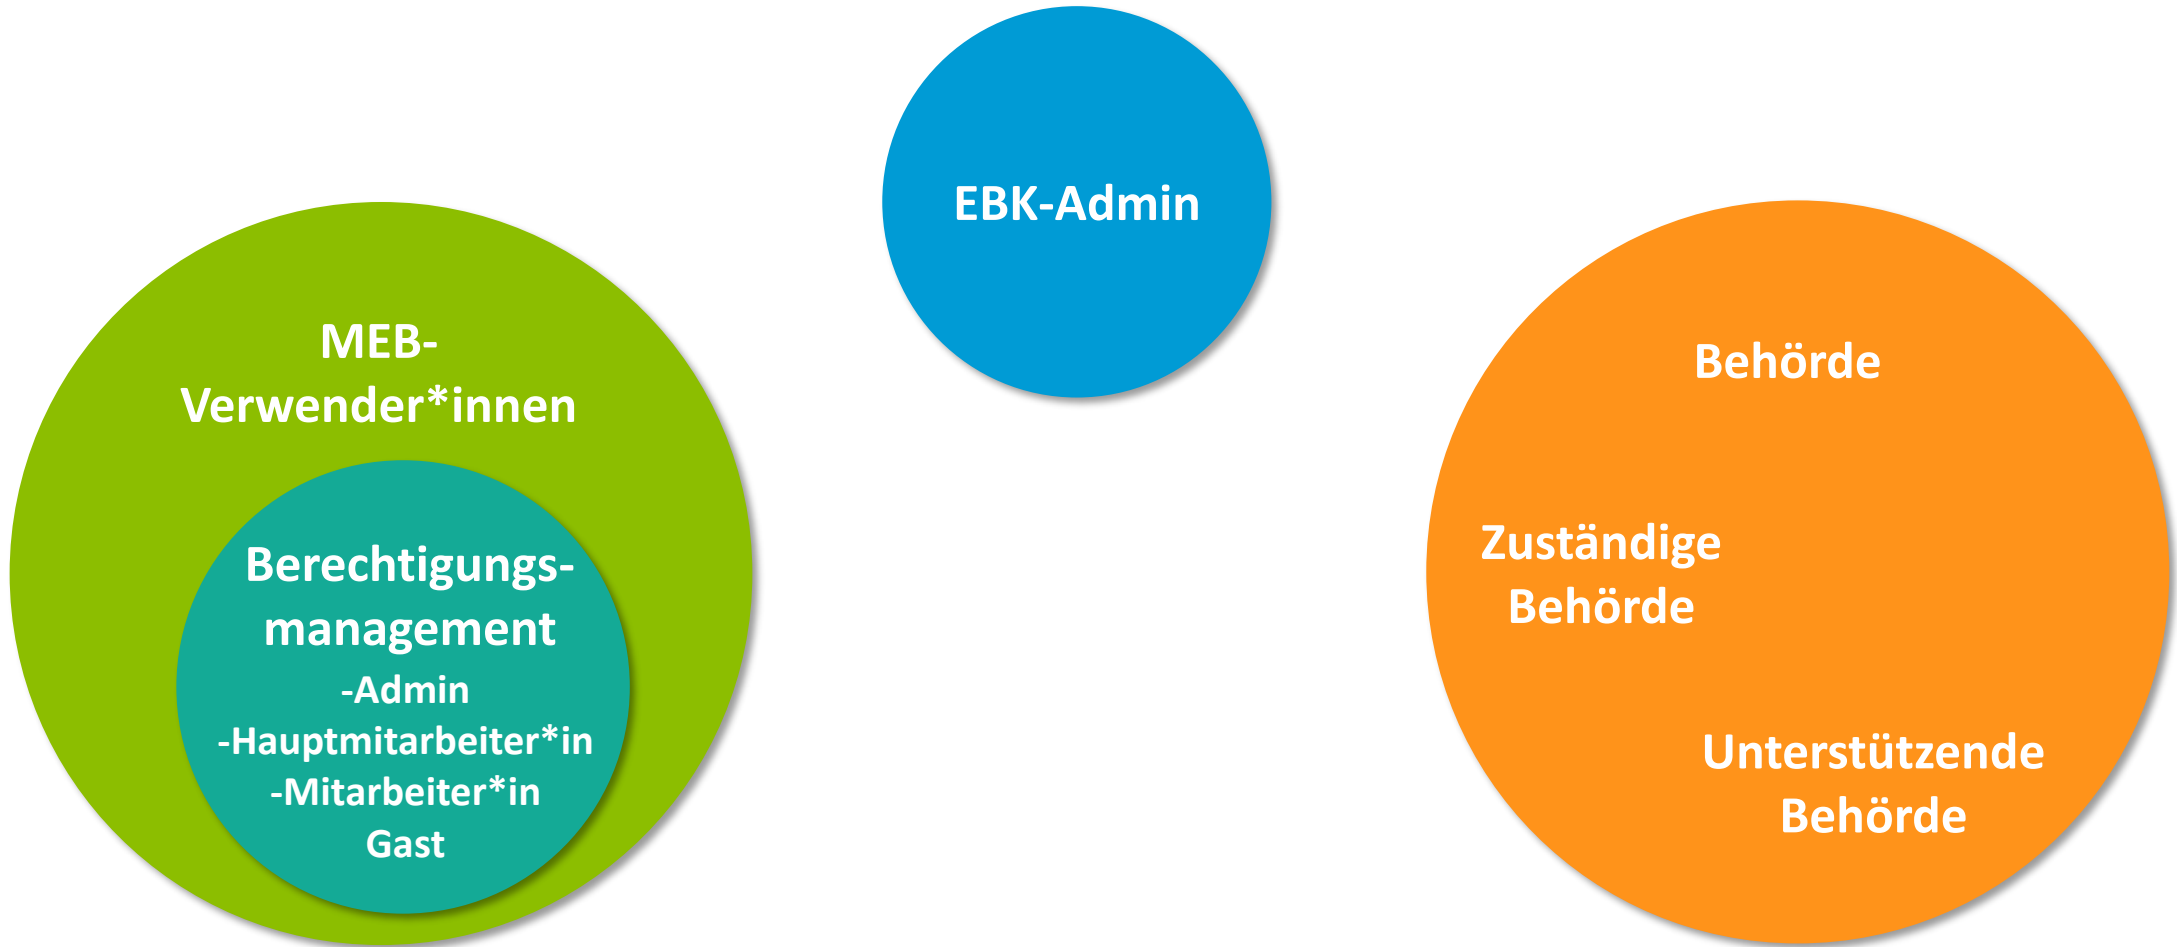 EBK-Admin
MEB-
Verwender*innen
Berechtigungs-
management
-Admin
-Hauptmitarbeiter*in
-Mitarbeiter*in
Gast
Behörde
Zuständige
Behörde
Unterstützende
Behörde